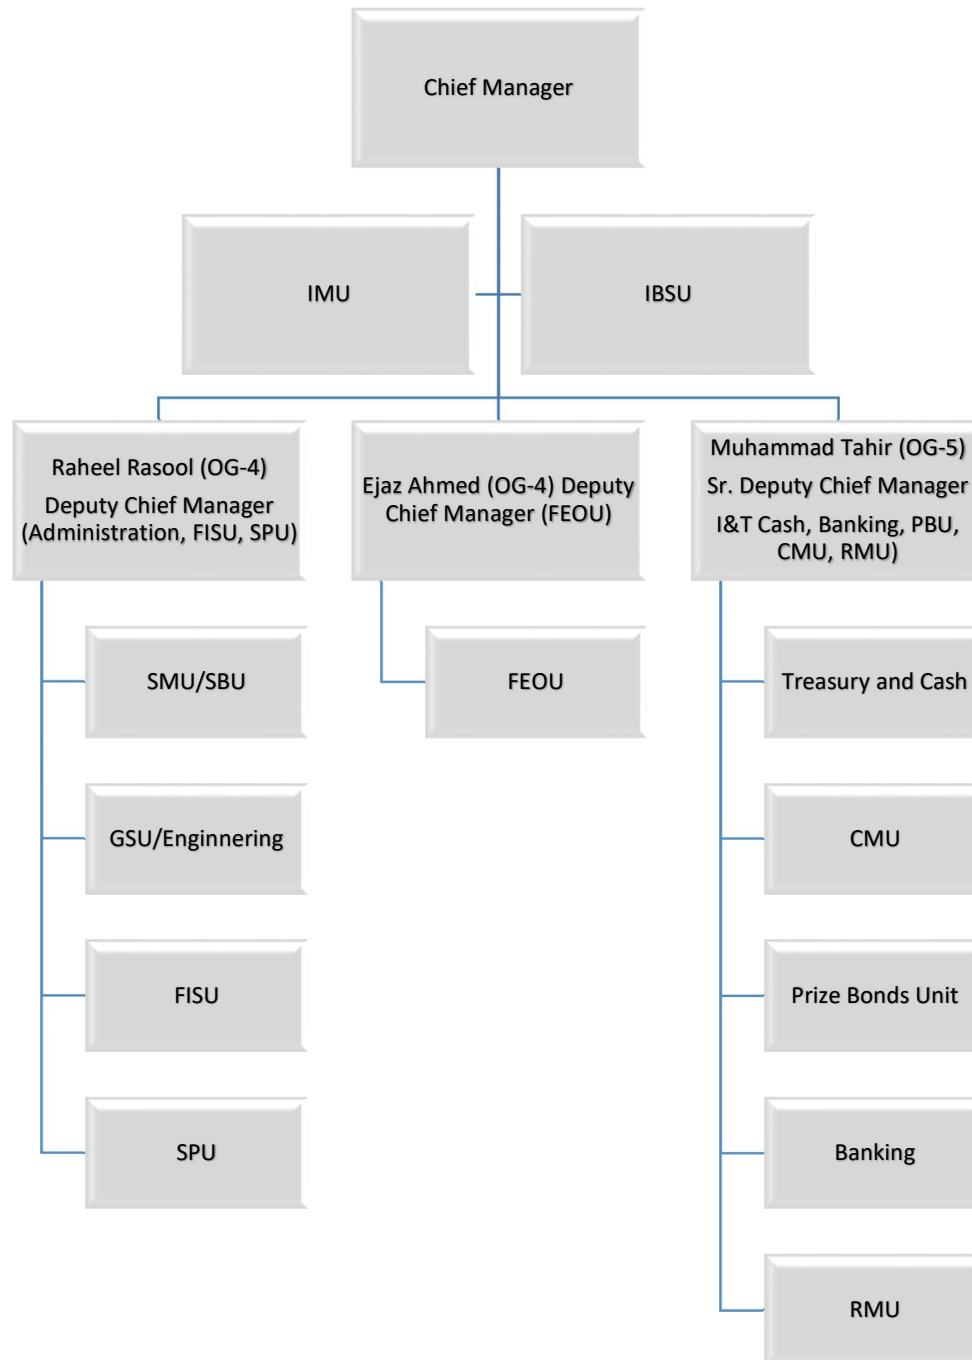 Chief Manager
IMU
IBSU
Raheel Rasool (OG-4)
Deputy Chief Manager
(Administration, FISU, SPU)
Ejaz Ahmed (OG-4) Deputy
Chief Manager (FEOU)
Muhammad Tahir (OG-5)
Sr. Deputy Chief Manager
I&T Cash, Banking, PBU,
CMU, RMU)
SMU/SBU
GSU/Enginnering
FISU
SPU
FEOU
Treasury and Cash
CMU
Prize Bonds Unit
Banking
RMU